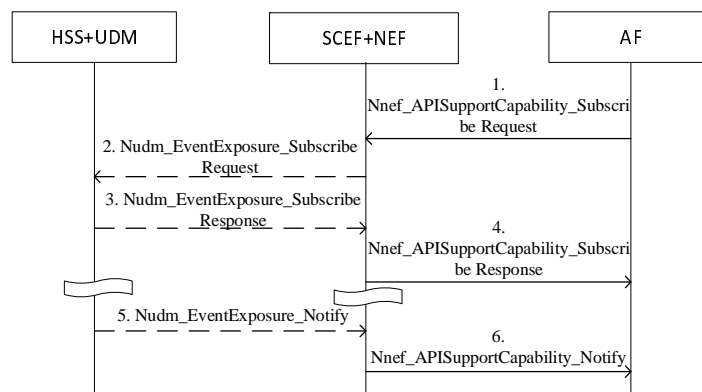 HSS+UDM
SCEF+NEF
AF
1.
Nnef_APISupportCapability_Subscri
be Request
2. Nudm_EventExposure_Subscribe
Request
3. Nudm_EventExposure_Subscribe
Response
4.
Nnef_APISupportCapability_Subscri
be Response
5. Nudm_EventExposure_Notify
6.
Nnef_APISupportCapability_Notify